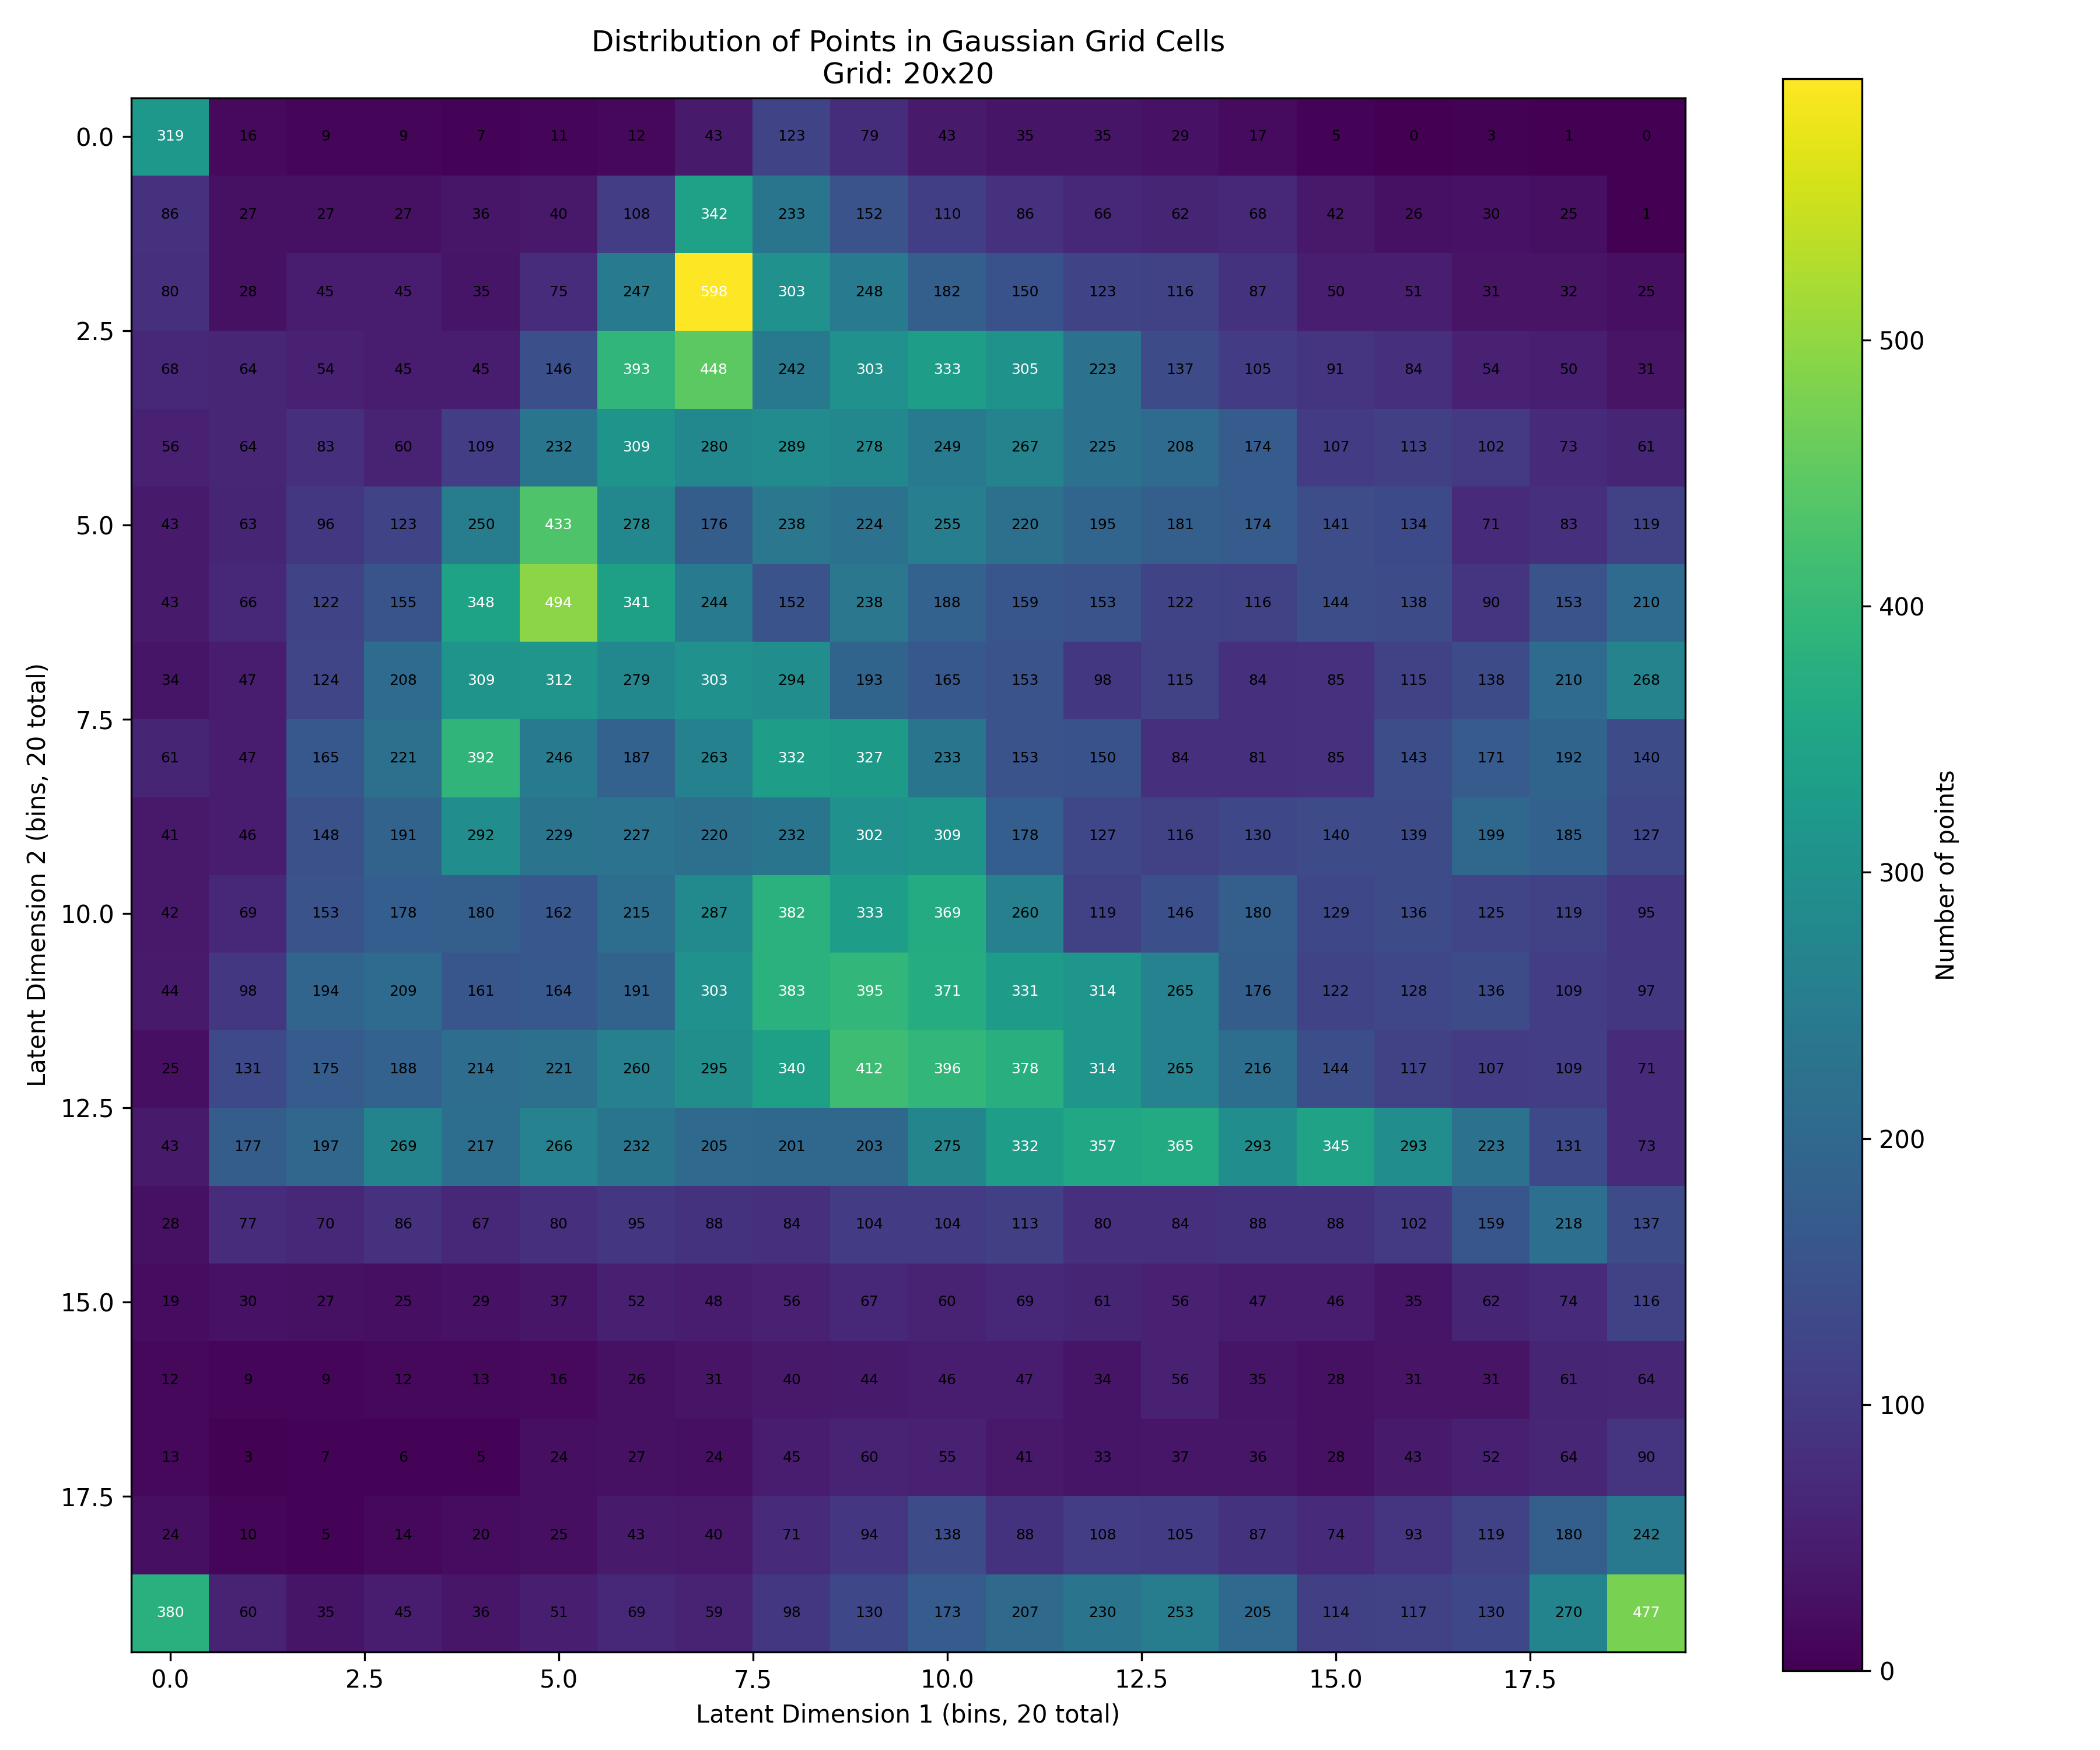 Distribution of Points in Gaussian Grid Cells
Grid: 20x20
0.0 319 16 9 9 7 11 12 43 123 79 43 35 35 29 17 5 0 3 1 0
86 27 27 27 36 40 108 342 233 152 110 86 66 62 68 42 26 30 25 1
80 28 45 45 35 75 247 598 303 248 182 150 123 116 87 50 51 31 32 25
2.5
68 64 54 45 45 146 393 448 242 303 333 305 223 137 105 91 84 54 50 31
500
56 64 83 60 109 232 309 280 289 278 249 267 225 208 174 107 113 102 73 61
5.0 43 63 96 123 250 433 278 176 238 224 255 220 195 181 174 141 134 71 83 119
43 66 122 155 348 494 341 244 152 238 188 159 153 122 116 144 138 90 153 210
400
34 47 124 208 309 312 279 303 294 193 165 153 98 115 84 85 115 138 210 268
7.5
61 47 165 221 392 246 187 263 332 327 233 153 150 84 81 85 143 171 192 140
41 46 148 191 292 229 227 220 232 302 309 178 127 116 130 140 139 199 185 127
300
10.0 42 69 153 178 180 162 215 287 382 333 369 260 119 146 180 129 136 125 119 95
44 98 194 209 161 164 191 303 383 395 371 331 314 265 176 122 128 136 109 97
25 131 175 188 214 221 260 295 340 412 396 378 314 265 216 144 117 107 109 71
12.5
200
43 177 197 269 217 266 232 205 201 203 275 332 357 365 293 345 293 223 131 73
28 77 70 86 67 80 95 88 84 104 104 113 80 84 88 88 102 159 218 137
15.0 19 30 27 25 29 37 52 48 56 67 60 69 61 56 47 46 35 62 74 116
12 9 9 12 13 16 26 31 40 44 46 47 34 56 35 28 31 31 61 64
100
13 3 7 6 5 24 27 24 45 60 55 41 33 37 36 28 43 52 64 90
17.5
24 10 5 14 20 25 43 40 71 94 138 88 108 105 87 74 93 119 180 242
380 60 35 45 36 51 69 59 98 130 173 207 230 253 205 114 117 130 270 477
0
0.0 2.5 5.0 7.5 10.0 12.5 15.0 17.5
Latent Dimension 1 (bins, 20 total)
Latent Dimension 2 (bins, 20 total)
Number of points